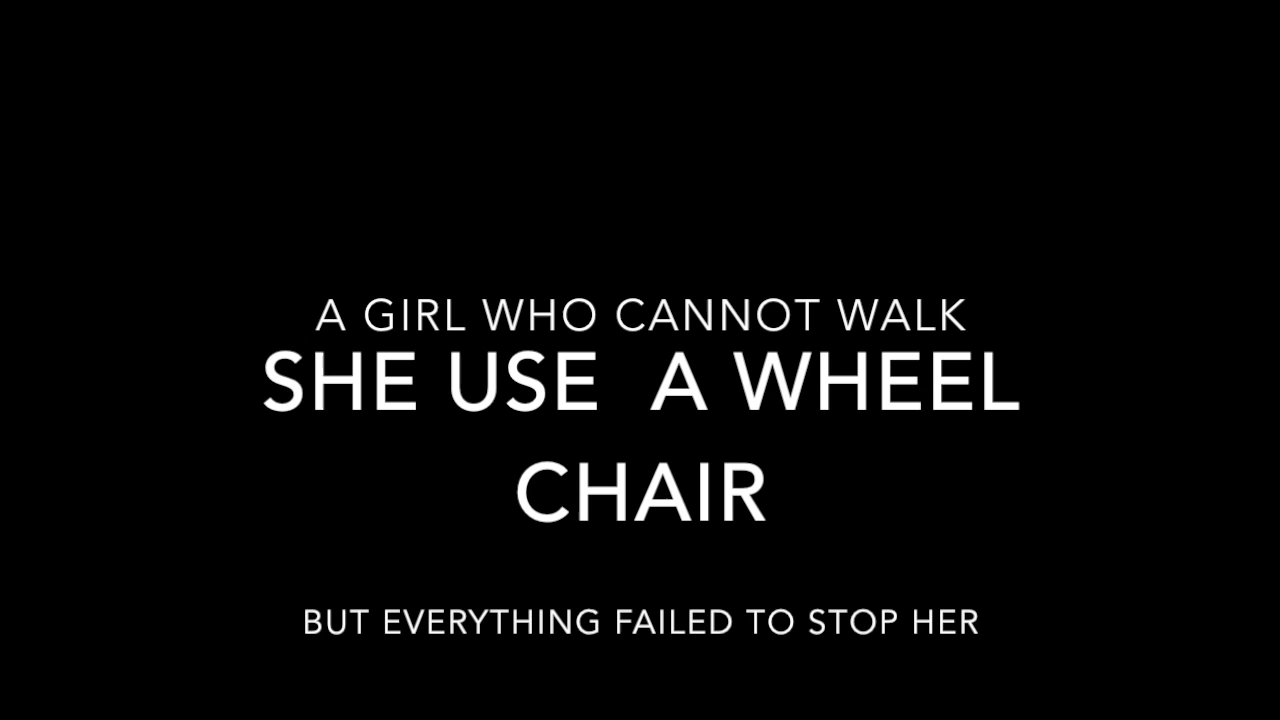 A GIRL WHO CANNOT WALK
SHE USE  A WHEEL
CHAIR
BUT EVERYTHING FAILED TO STOP HER